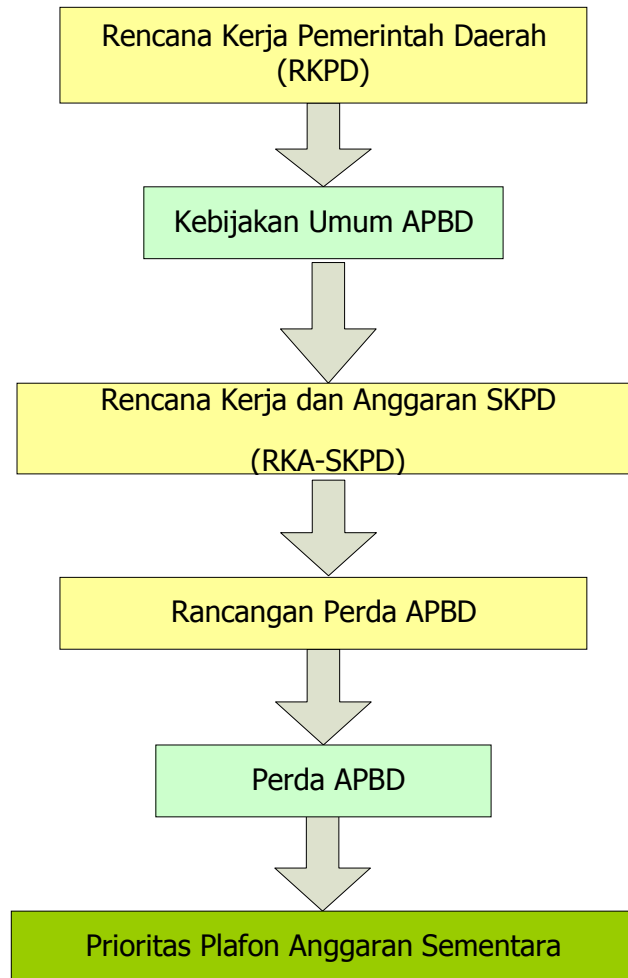 Rencana Kerja Pemerintah Daerah
(RKPD)
Kebijakan Umum APBD
Rencana Kerja dan Anggaran SKPD
(RKA-SKPD)
Rancangan Perda APBD
Perda APBD
Prioritas Plafon Anggaran Sementara